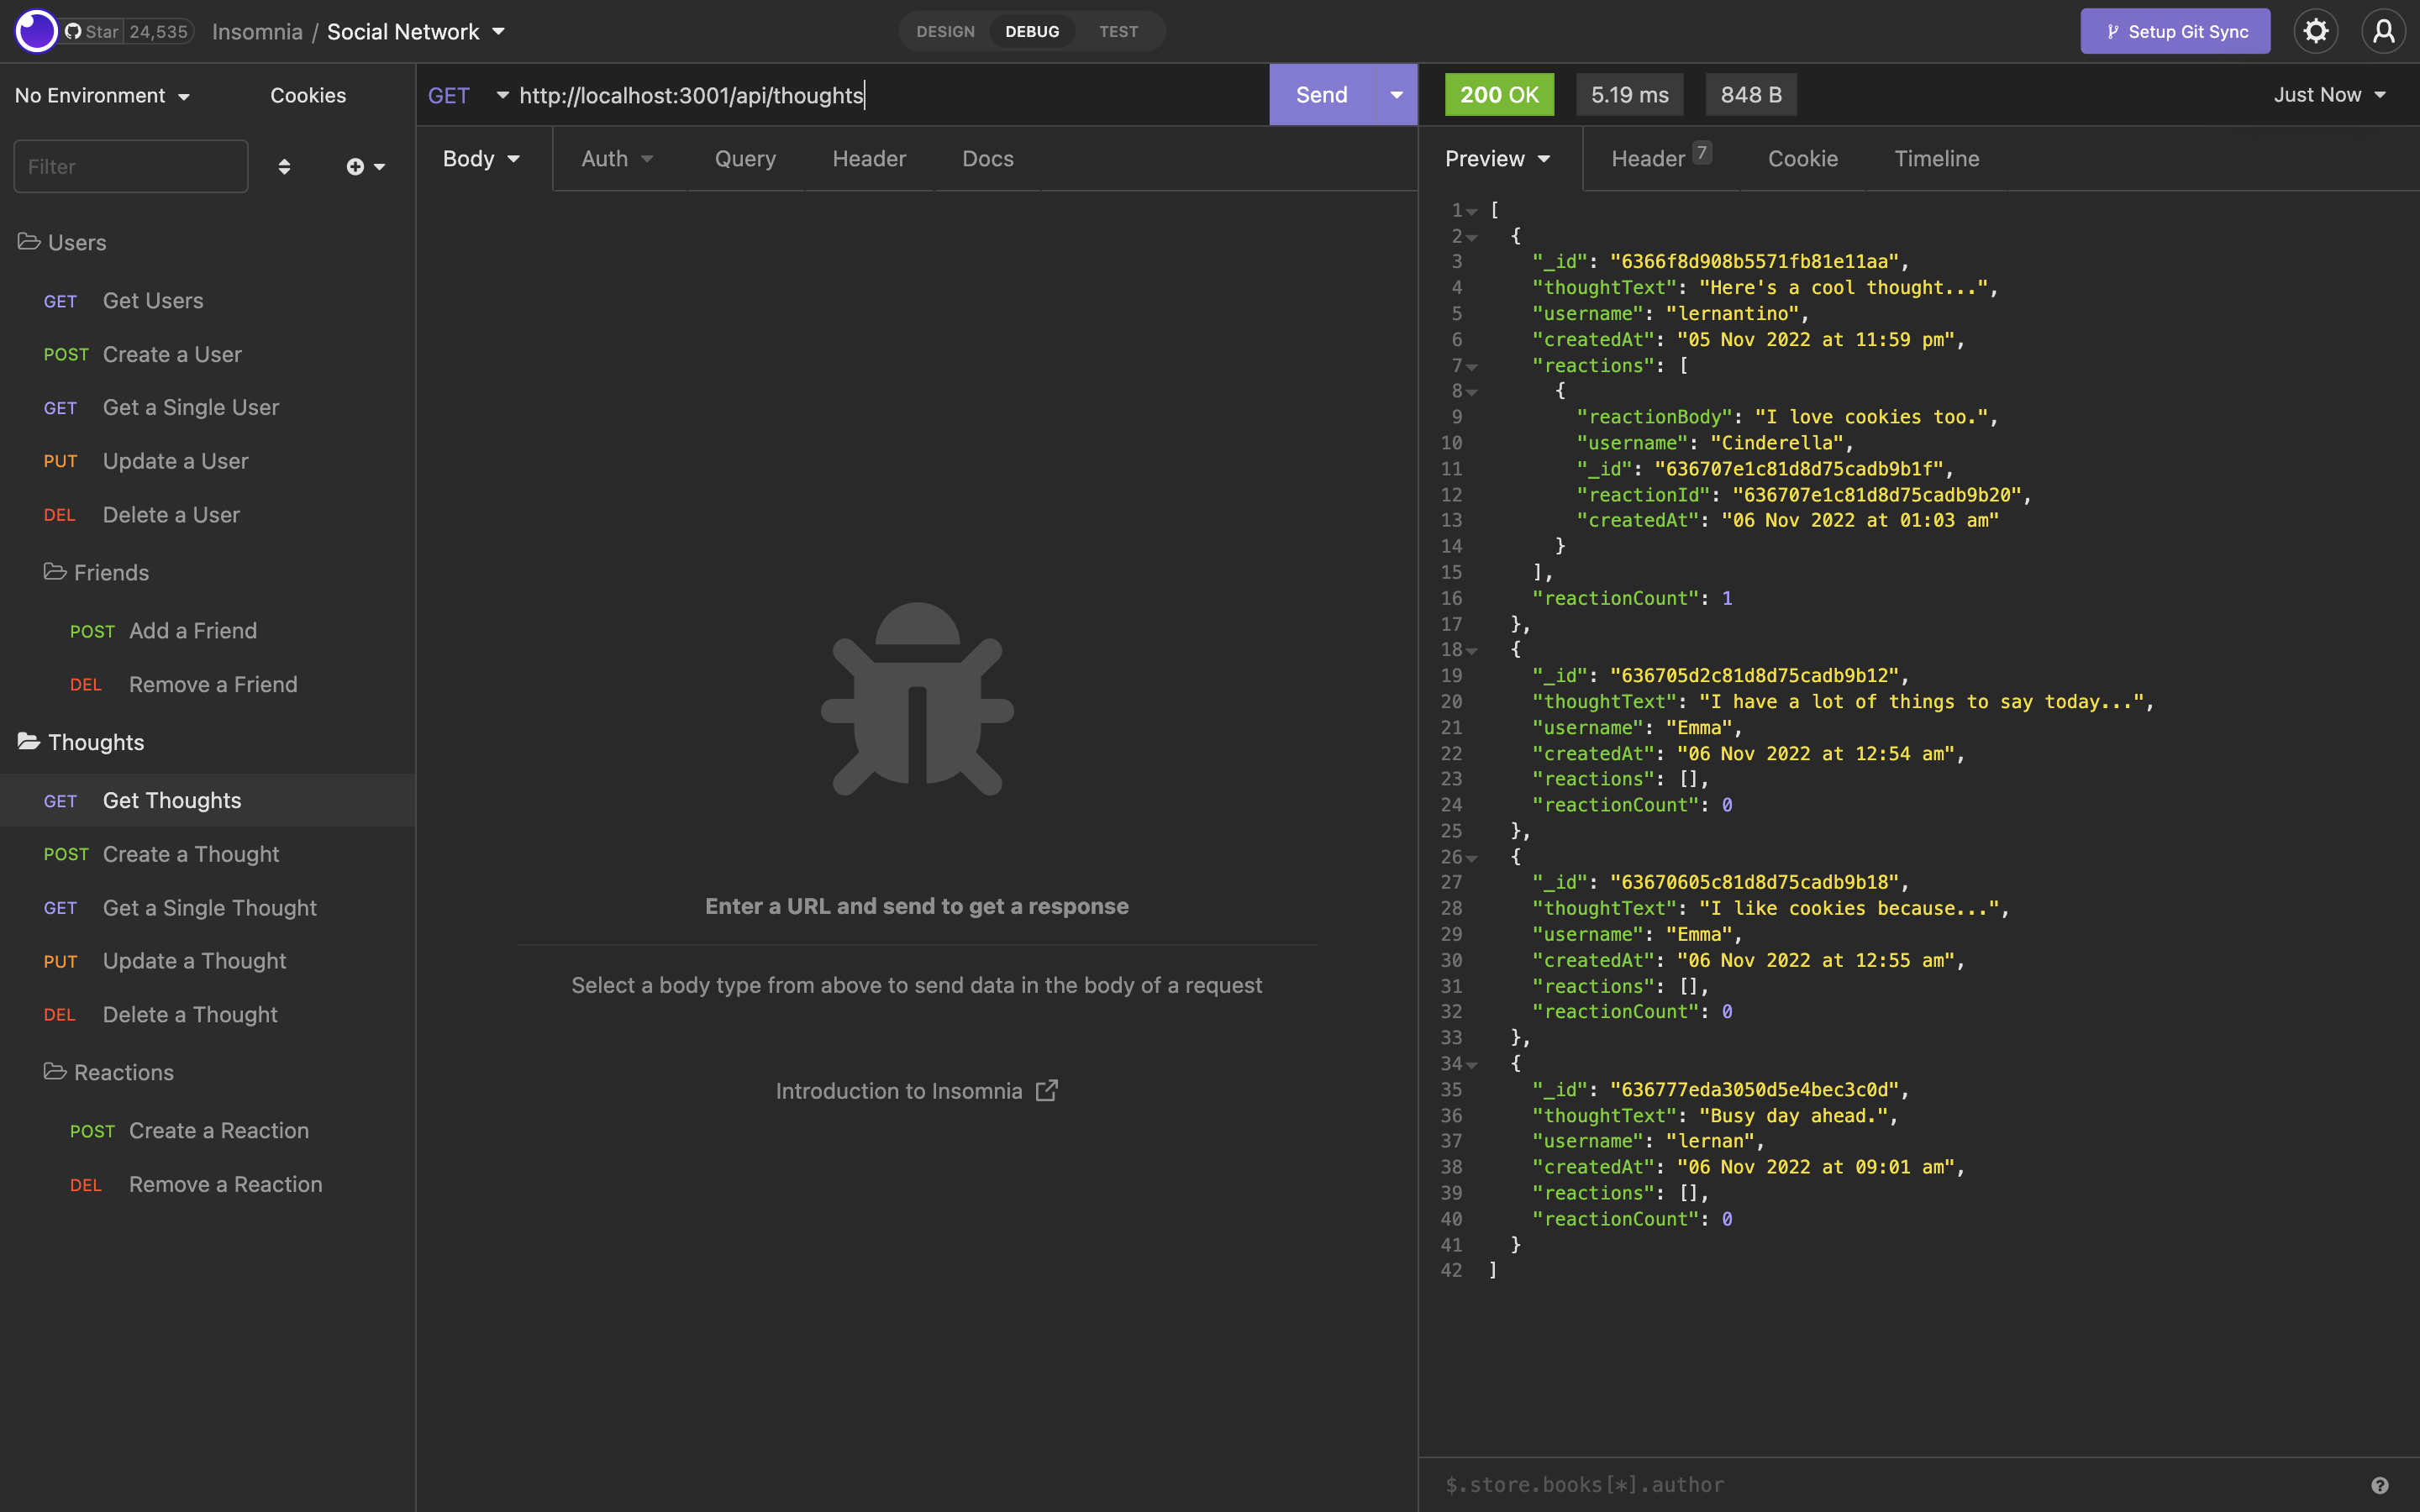 Star 24,535 Insomnia / Social Network
DESIGN DEBUG TEST
Setup Git Sync
No Environment
Cookies
Filter
Users
GET Get Users
POST Create a User
GET Get a Single User
PUT Update a User
DEL Delete a User
Friends
POST Add a Friend
DEL Remove a Friend
Thoughts
GET Get Thoughts
POST Create a Thought
GET Get a Single Thought
PUT Update a Thought
DEL Delete a Thought
Reactions
POST Create a Reaction
DEL Remove a Reaction
GET http://localhost:3001/api/thoughts
Send
Body Auth Query Header Docs
Enter a URL and send to get a response
Select a body type from above to send data in the body of a request
Introduction to Insomnia
200 OK 5.19 ms 848 B Just Now
Preview Header 7 Cookie Timeline
1 [
2 {
3 "_id": "6366f8d908b5571fb81e11aa",
4 "thoughtText": "Here's a cool thought...",
5 "username": "lernantino",
6 "createdAt": "05 Nov 2022 at 11:59 pm",
7 "reactions": [
8 {
9 "reactionBody": "I love cookies too.",
10 "username": "Cinderella",
11 "_id": "636707e1c81d8d75cadb9b1f",
12 "reactionId": "636707e1c81d8d75cadb9b20",
13 "createdAt": "06 Nov 2022 at 01:03 am"
14 }
15 ],
16 "reactionCount": 1
17 },
18 {
19 "_id": "636705d2c81d8d75cadb9b12",
20 "thoughtText": "I have a lot of things to say today...",
21 "username": "Emma",
22 "createdAt": "06 Nov 2022 at 12:54 am",
23 "reactions": [],
24 "reactionCount": 0
25 },
26 {
27 "_id": "63670605c81d8d75cadb9b18",
28 "thoughtText": "I like cookies because...",
29 "username": "Emma",
30 "createdAt": "06 Nov 2022 at 12:55 am",
31 "reactions": [],
32 "reactionCount": 0
33 },
34 {
35 "_id": "636777eda3050d5e4bec3c0d",
36 "thoughtText": "Busy day ahead.",
37 "username": "lernan",
38 "createdAt": "06 Nov 2022 at 09:01 am",
39 "reactions": [],
40 "reactionCount": 0
41 }
42 ]
$.store.books[*].author